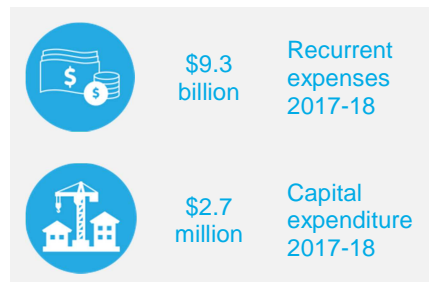 $
$
$9.3
billion
Recurrent
expenses
2017-18
$2.7
million
Capital
expenditure
2017-18